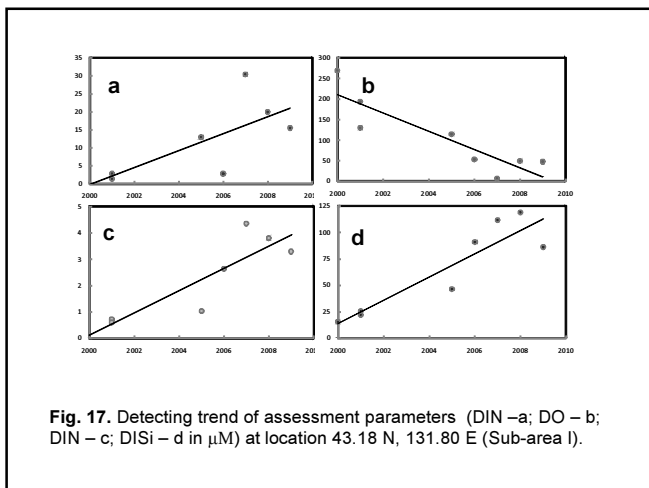 35
30
25
20
15
10
5
0
a
2000 2002 2004 2006 2008 201
300
250
200
150
100
50
0
b
2000 2002 2004 2006 2008 2010
5
4
3
2
1
0
c
2000 2002 2004 2006 2008 201
125
100
75
50
25
0
d
2000 2002 2004 2006 2008 2010
Fig. 17. Detecting trend of assessment parameters (DIN –a; DO – b;
DIN – c; DISi – d in μM) at location 43.18 N, 131.80 E (Sub-area I).